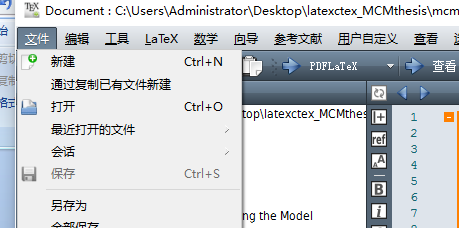 Document : C:\Users\Administrator\Desktop\latexctex_MCMthesis\mcm
文件 编辑 工具 LaTeX 数学 向导 参考文献 用户自定义 查看
新建 Ctrl+N
PDFLaTeX 查看
通过复制已有文件新建
打开 Ctrl+O
top\latexctex_MCMthes
最近打开的文件
会话
保存 Ctrl+S
另存为
ng the Model
全部保存
ref
AA
B
i
1
2
3
4
5
6
7
8